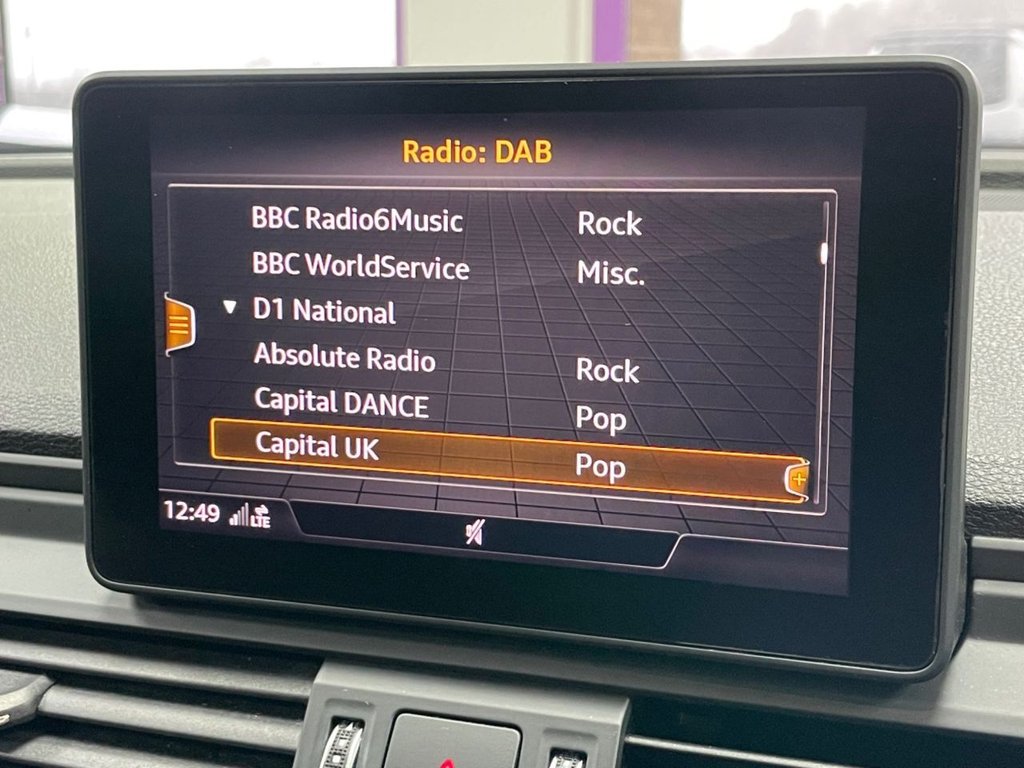 Radio: DAB
BBC Radio6Music Rock
BBC WorldService Misc.
D1 National
Absolute Radio Rock
Capital DANCE Pop
Capital UK Pop
12:49 LTE